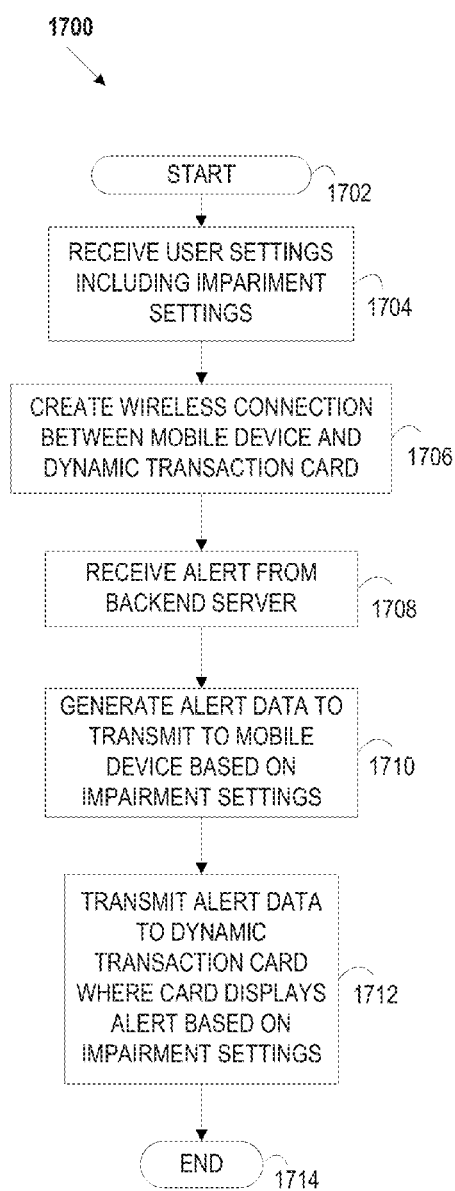 1700
START
1702
RECEIVE USER SETTINGS
INCLUDING IMPARIMENT
SETTINGS
1704
CREATE WIRELESS CONNECTION
BETWEEN MOBILE DEVICE AND
DYNAMIC TRANSACTION CARD
1706
RECEIVE ALERT FROM
BACKEND SERVER
1708
GENERATE ALERT DATA TO
TRANSMIT TO MOBILE
DEVICE BASED ON
IMPAIRMENT SETTINGS
1710
TRANSMIT ALERT DATA
TO DYNAMIC
TRANSACTION CARD
WHERE CARD DISPLAYS
ALERT BASED ON
IMPAIRMENT SETTINGS
1712
END
1714